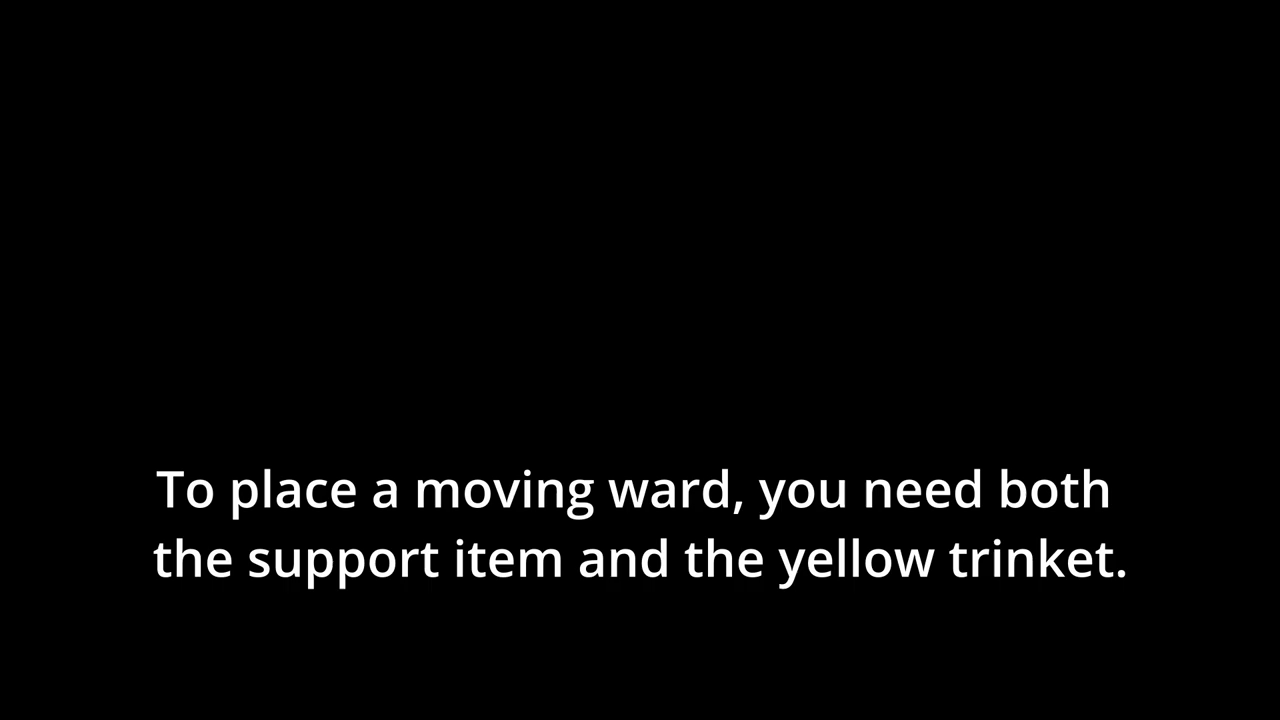 To place a moving ward, you need both
the support item and the yellow trinket.